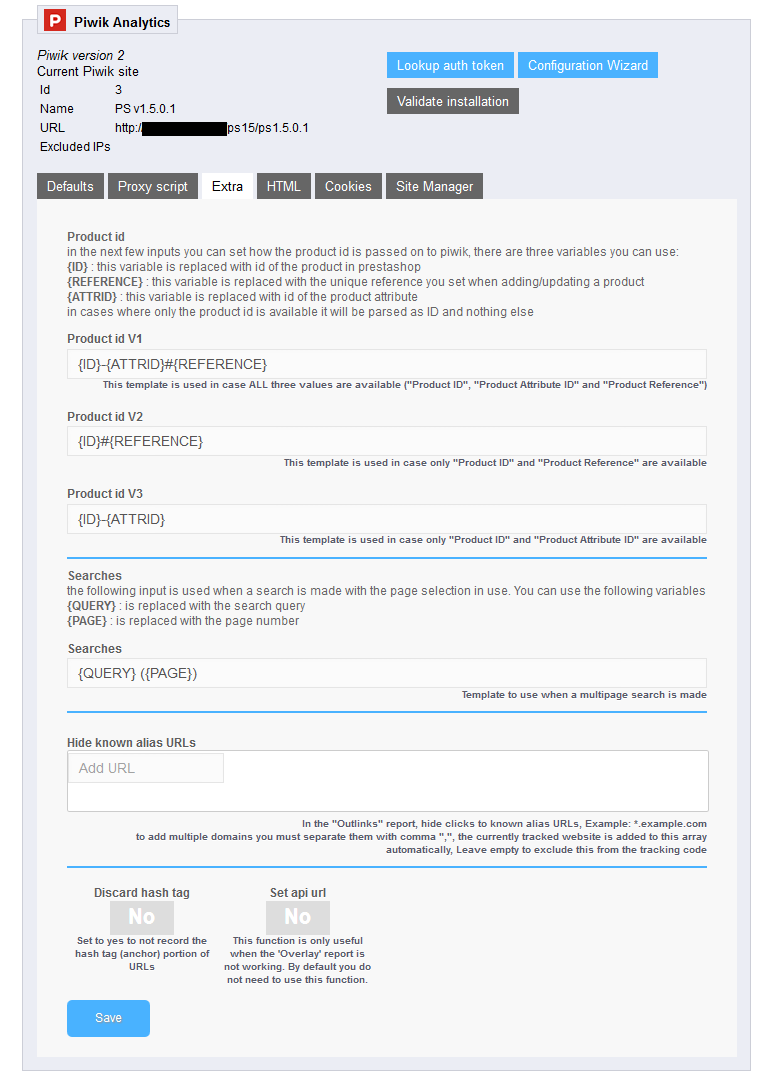 Piwik Analytics
Piwik version 2
Current Piwik site
Id 3
Name PS v1.5.0.1
URL http:/ ps15/ps1.5.0.1
Excluded IPs
Lookup auth token Configuration Wizard
Validate installation
Defaults Proxy script Extra HTML Cookies Site Manager
Product id
in the next few inputs you can set how the product id is passed on to piwik, there are three variables you can use:
{ID} : this variable is replaced with id of the product in prestashop
{REFERENCE} : this variable is replaced with the unique reference you set when adding/updating a product
{ATTRID} : this variable is replaced with id of the product attribute
in cases where only the product id is available it will be parsed as ID and nothing else
Product id V1
{ID}-{ATTRID}#{REFERENCE}
This template is used in case ALL three values are available ("Product ID", "Product Attribute ID" and "Product Reference")
Product id V2
{ID}#{REFERENCE}
This template is used in case only "Product ID" and "Product Reference" are available
Product id V3
{ID}-{ATTRID}
This template is used in case only "Product ID" and "Product Attribute ID" are available
Searches
the following input is used when a search is made with the page selection in use. You can use the following variables
{QUERY} : is replaced with the search query
{PAGE} : is replaced with the page number
Searches
{QUERY} ({PAGE})
Template to use when a multipage search is made
Hide known alias URLs
Add URL
In the "Outlinks" report, hide clicks to known alias URLs, Example: *.example.com
to add multiple domains you must separate them with comma ",", the currently tracked website is added to this array
automatically, Leave empty to exclude this from the tracking code
Discard hash tag
No
Set to yes to not record the
hash tag (anchor) portion of
URLs
Set api url
No
This function is only useful
when the 'Overlay' report is
not working. By default you do
not need to use this function.
Save